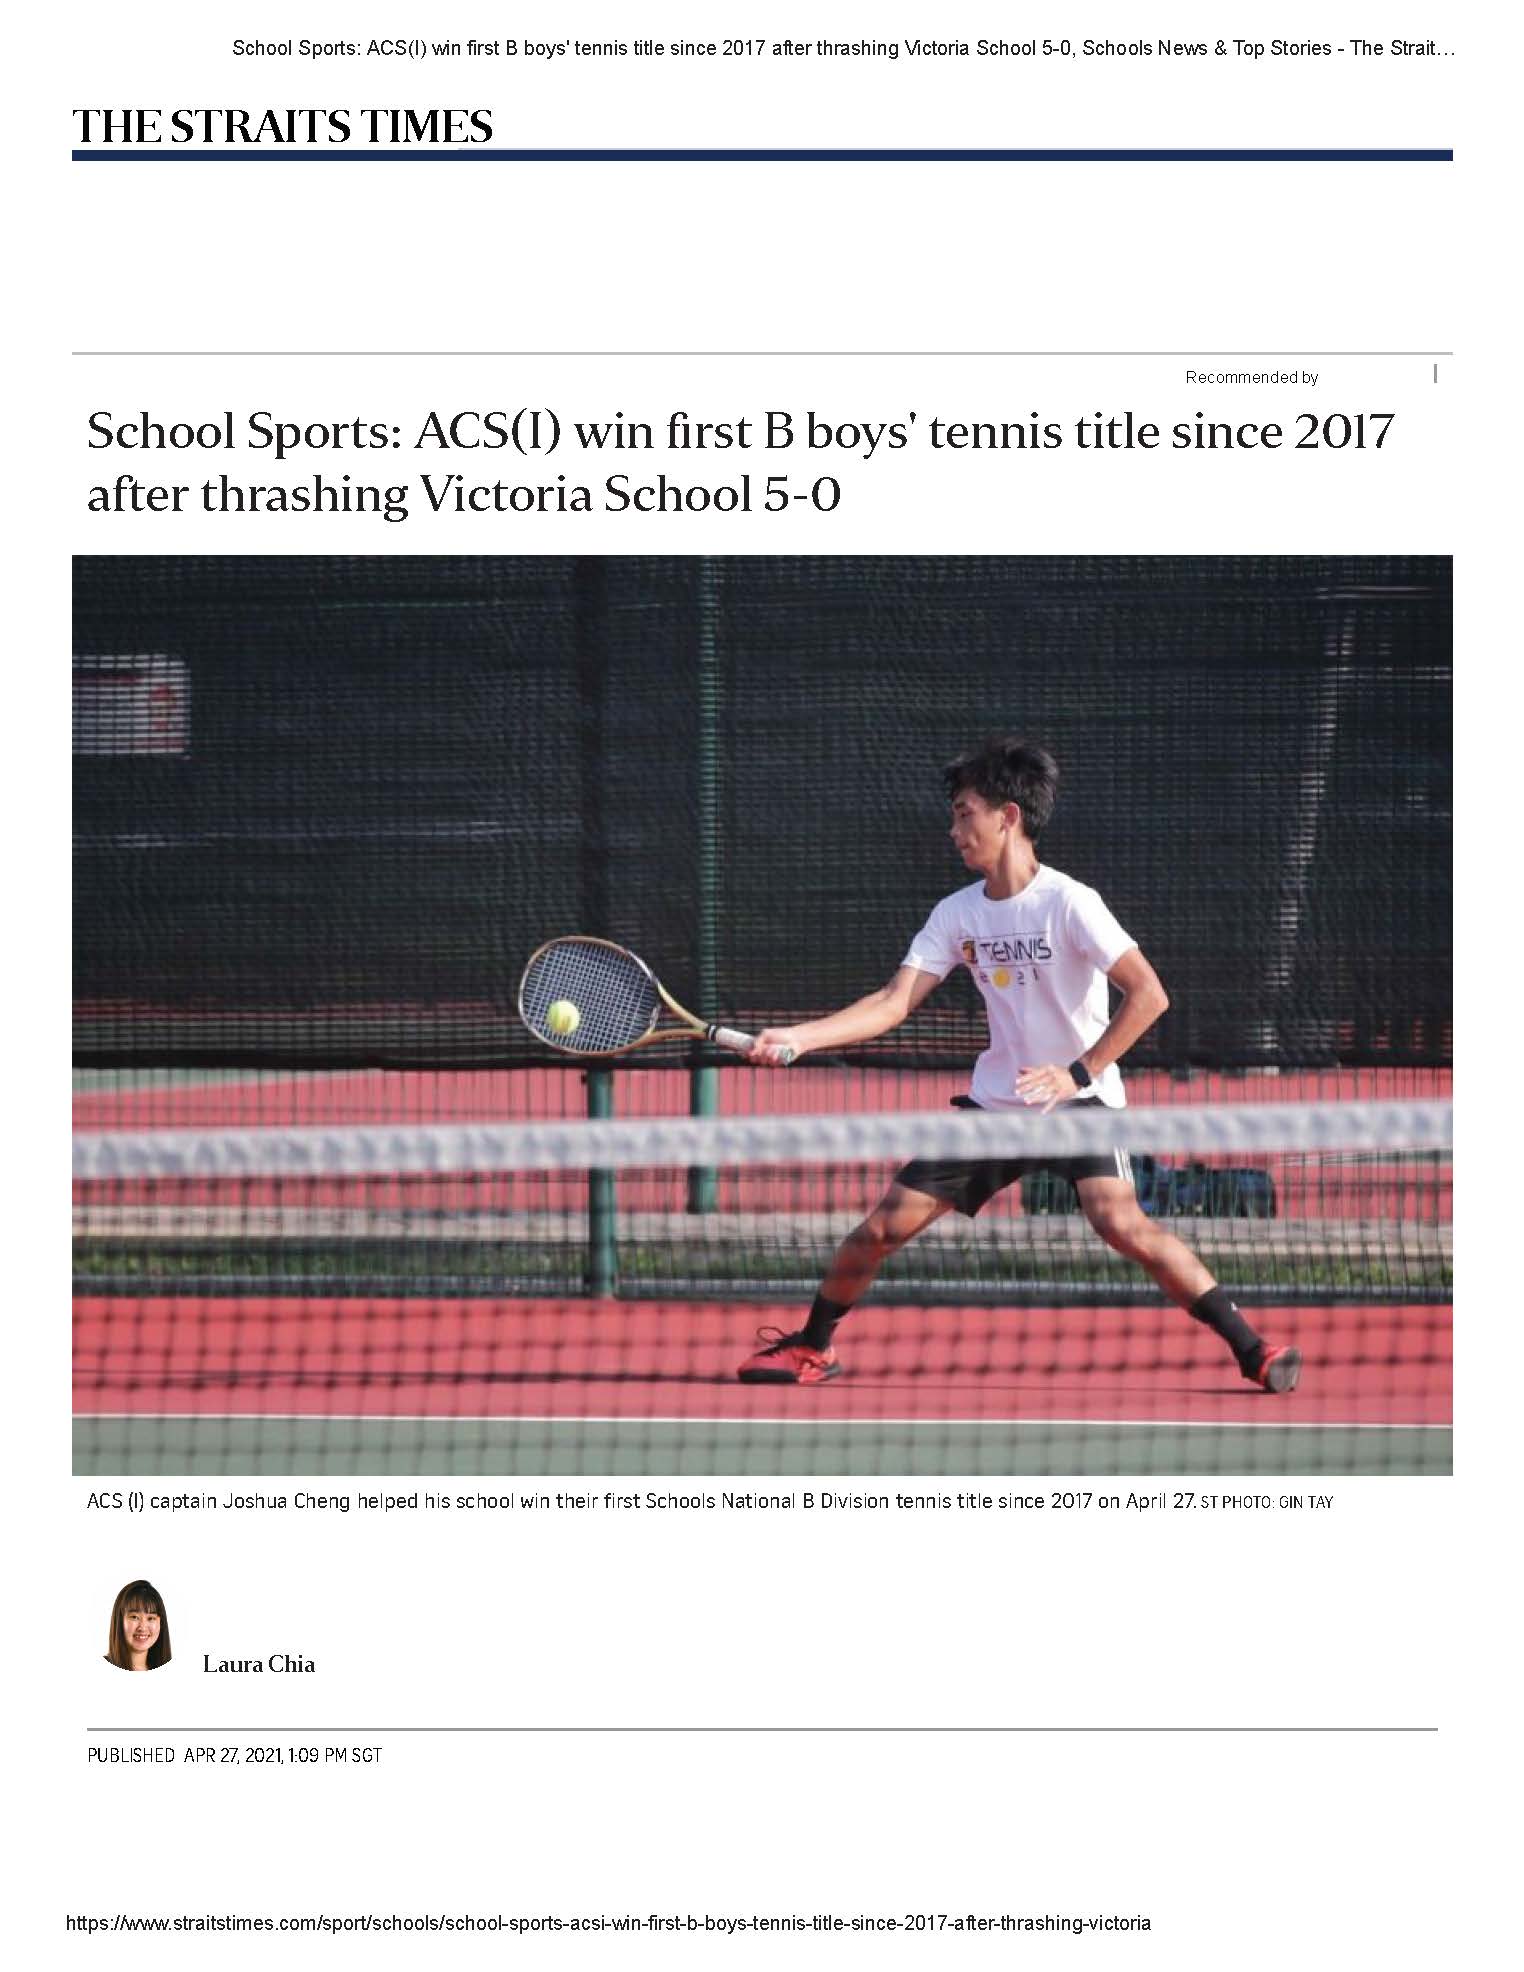 School Sports: ACS(I) win first B boys' tennis title since 2017 after thrashing Victoria School 5-0, Schools News & Top Stories - The Strait…
THE STRAITS TIMES
Recommended by
School Sports: ACS(I) win first B boys' tennis title since 2017
after thrashing Victoria School 5-0
TENNIS
ACS (I) captain Joshua Cheng helped his school win their first Schools National B Division tennis title since 2017 on April 27. ST PHOTO: GIN TAY
Laura Chia
PUBLISHED APR 27, 2021, 1:09 PM SGT
https://www.straitstimes.com/sport/schools/school-sports-acsi-win-first-b-boys-tennis-title-since-2017-after-thrashing-victoria